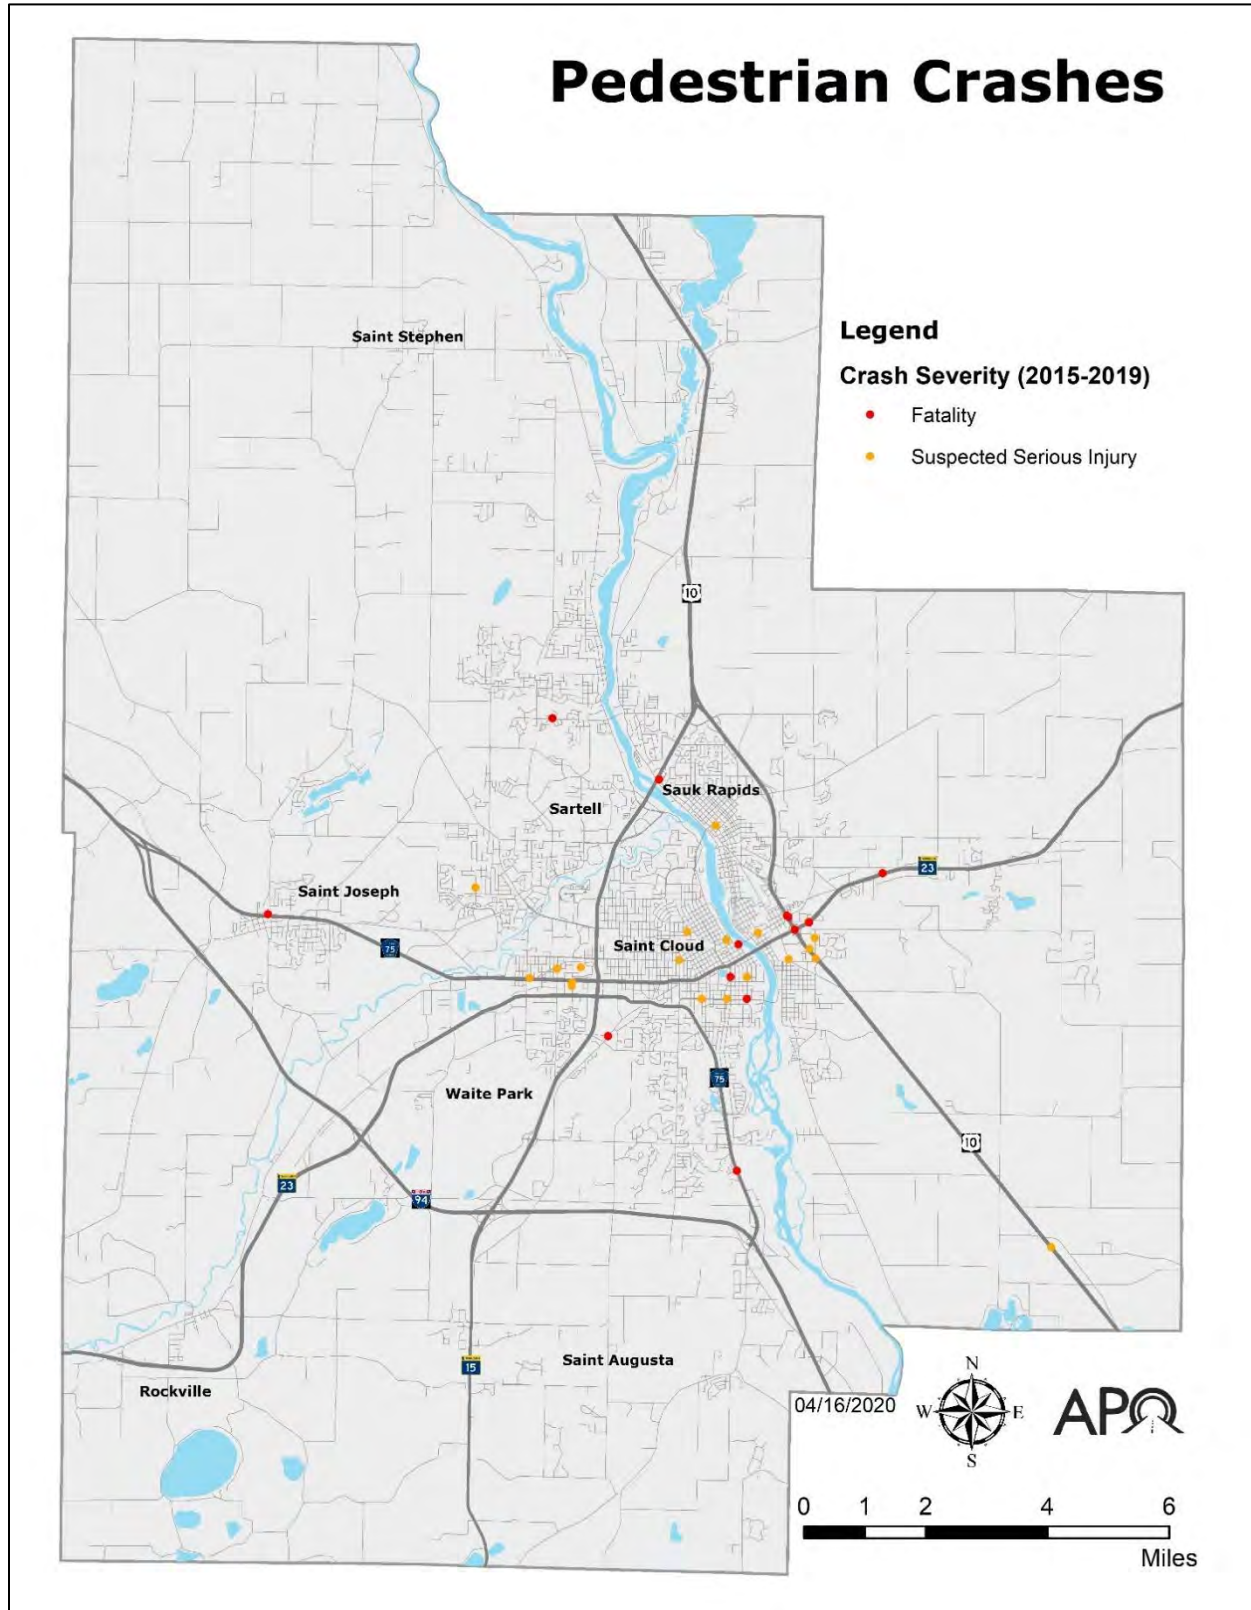 Pedestrian Crashes
Saint Stephen
Legend
Crash Severity (2015-2019)
Fatality
Suspected Serious Injury
10
Sauk Rapids
Sartell
23
Saint Joseph
Saint Cloud
75
Waite Park
75
10
23
94
Saint Augusta
15
Rockville
04/16/2020
N
W
E
S
APO
0 1 2 4 6
Miles